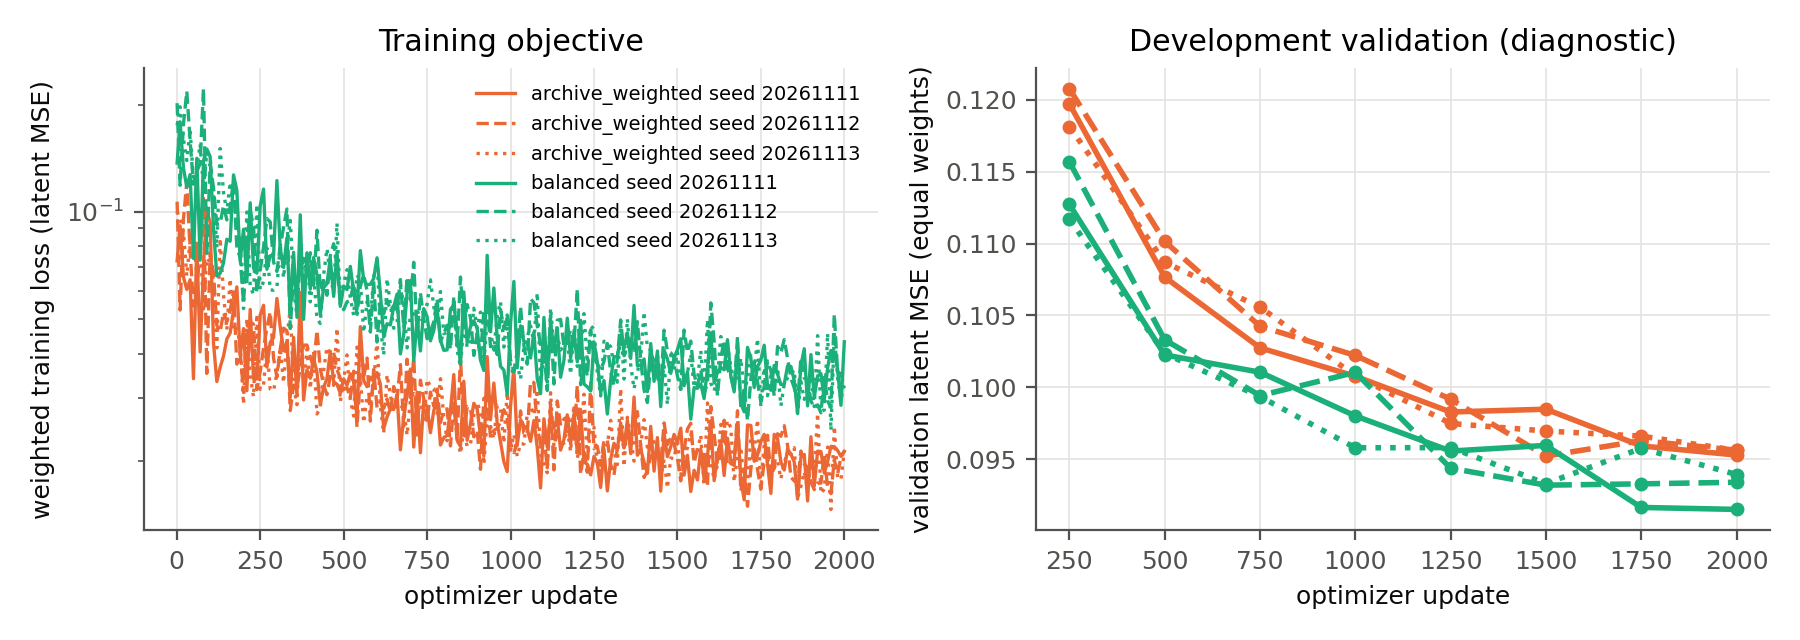 Training objective
weighted training loss (latent MSE)
10⁻¹
archive_weighted seed 20261111
archive_weighted seed 20261112
archive_weighted seed 20261113
balanced seed 20261111
balanced seed 20261112
balanced seed 20261113
0 250 500 750 1000 1250 1500 1750 2000
optimizer update
Development validation (diagnostic)
validation latent MSE (equal weights)
0.120
0.115
0.110
0.105
0.100
0.095
250 500 750 1000 1250 1500 1750 2000
optimizer update